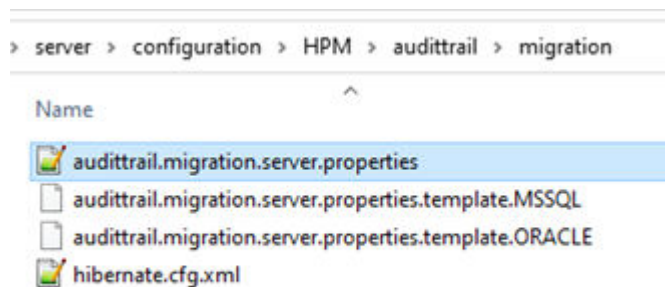 › server › configuration › HPM › audittrail › migration
Name
audittrail.migration.server.properties
audittrail.migration.server.properties.template.MSSQL
audittrail.migration.server.properties.template.ORACLE
hibernate.cfg.xml